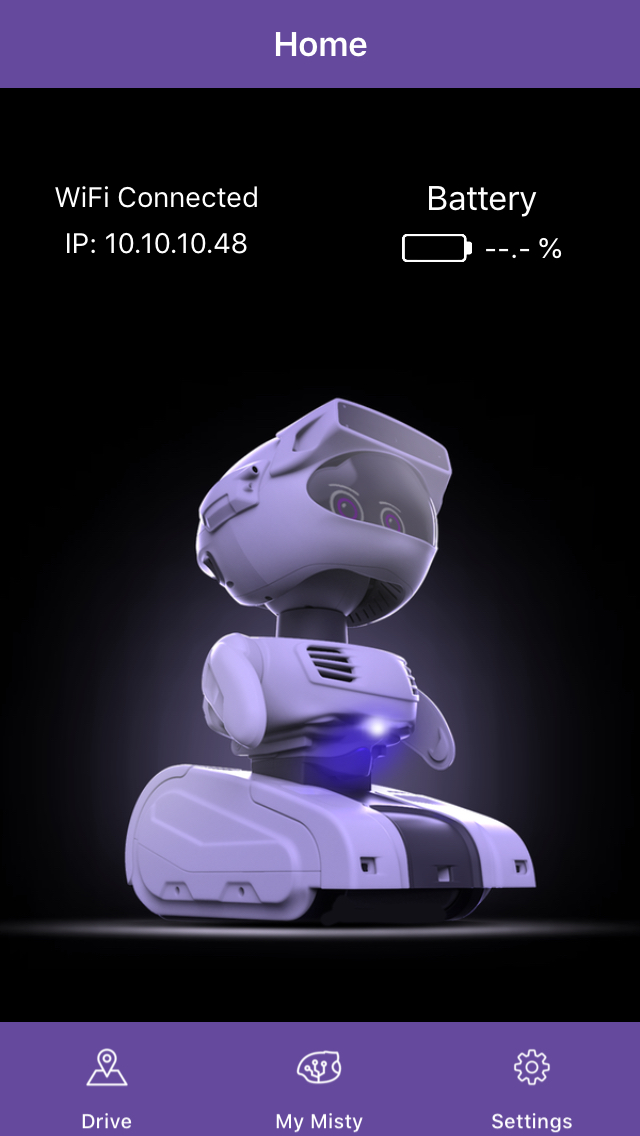 Home
WiFi Connected
IP: 10.10.10.48
Battery
--.- %
Drive
My Misty
Settings